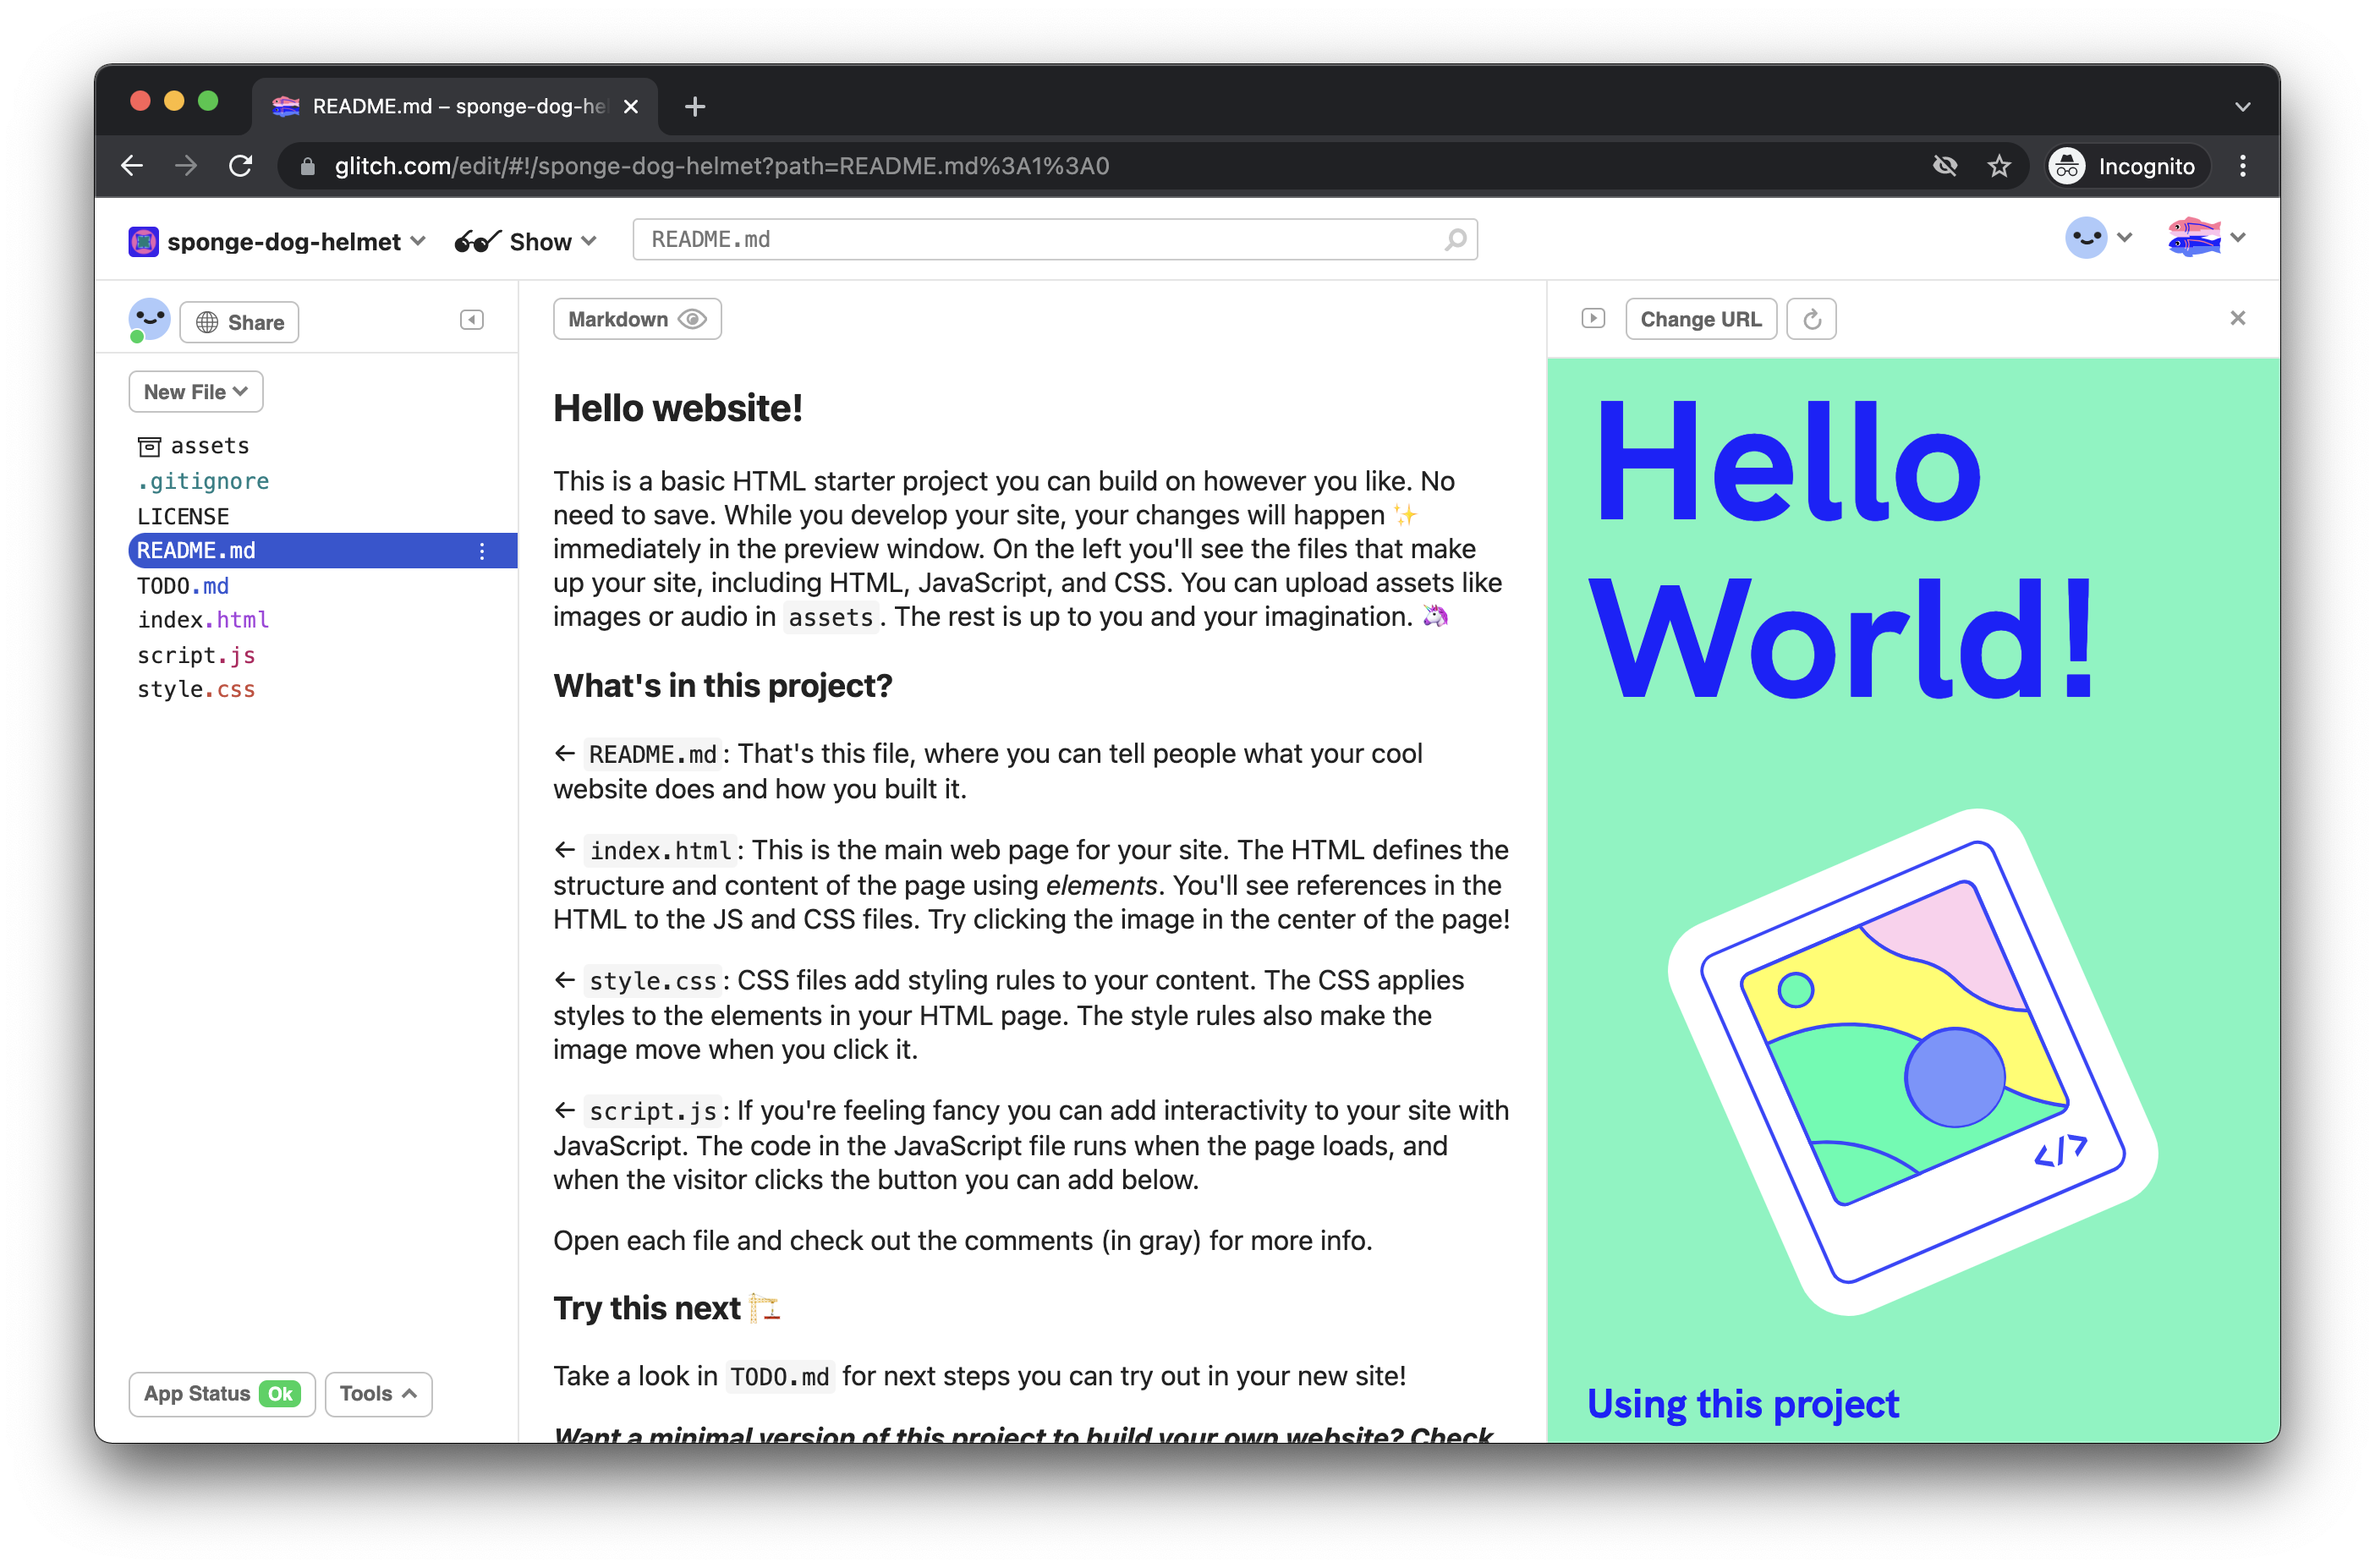 README.md – sponge-dog-he
glitch.com/edit/#!/sponge-dog-helmet?path=README.md%3A1%3A0
Incognito
sponge-dog-helmet
Show
README.md
Share
New File
assets
.gitignore
LICENSE
README.md
TODO.md
index.html
script.js
style.css
App Status Ok
Tools
Markdown
Hello website!
This is a basic HTML starter project you can build on however you like. No
need to save. While you develop your site, your changes will happen ✨
immediately in the preview window. On the left you'll see the files that make
up your site, including HTML, JavaScript, and CSS. You can upload assets like
images or audio in assets. The rest is up to you and your imagination. 🦄
What's in this project?
← README.md: That's this file, where you can tell people what your cool
website does and how you built it.
← index.html: This is the main web page for your site. The HTML defines the
structure and content of the page using elements. You'll see references in the
HTML to the JS and CSS files. Try clicking the image in the center of the page!
← style.css: CSS files add styling rules to your content. The CSS applies
styles to the elements in your HTML page. The style rules also make the
image move when you click it.
← script.js: If you're feeling fancy you can add interactivity to your site with
JavaScript. The code in the JavaScript file runs when the page loads, and
when the visitor clicks the button you can add below.
Open each file and check out the comments (in gray) for more info.
Try this next 🏗️
Take a look in TODO.md for next steps you can try out in your new site!
Want a minimal version of this project to build your own website? Check
Change URL
Hello
World!
</>
Using this project